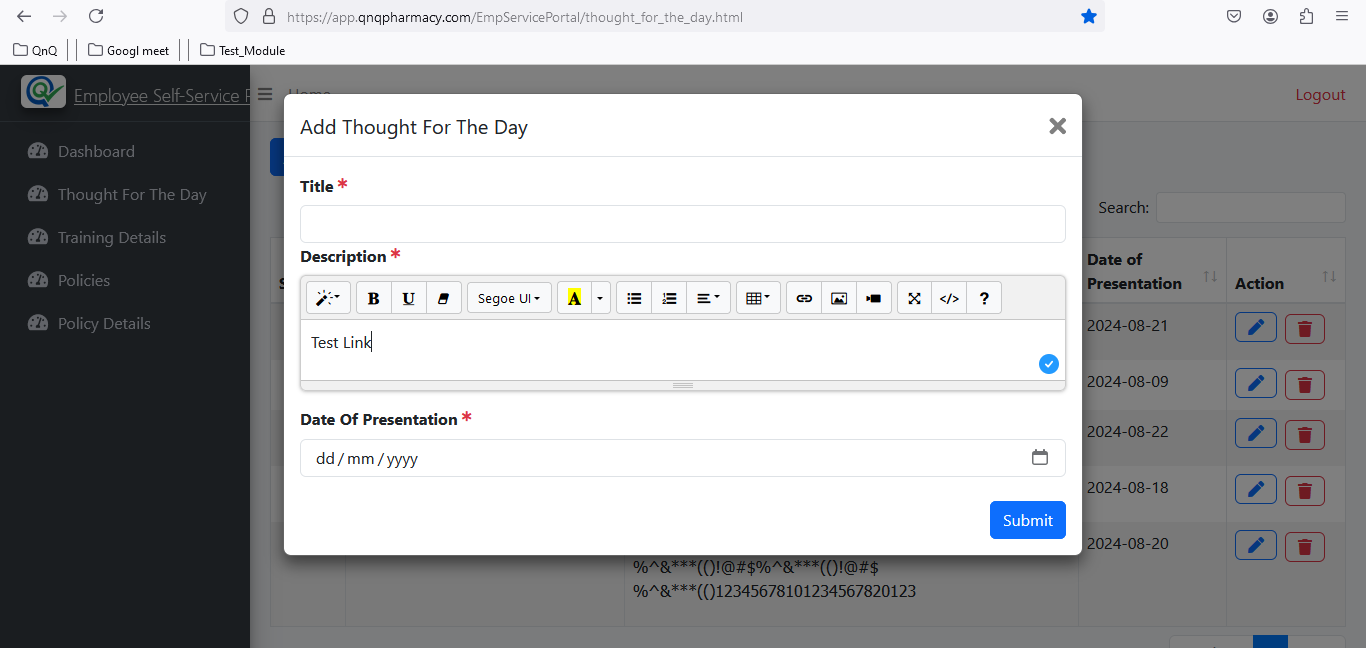 https://app.qnqpharmacy.com/EmpServicePortal/thought_for_the_day.html
QnQ
Googl meet
Test_Module
Employee Self-Service
Home
Logout
Dashboard
Thought For The Day
Training Details
Policies
Policy Details
Add Thought For The Day
Title *
Description *
B U Segoe UI A </> ?
Test Link
Date Of Presentation *
dd/mm/yyyy
Submit
Search:
Date of
Presentation
Action
2024-08-21
2024-08-09
2024-08-22
2024-08-18
2024-08-20
%^&***(()!@#$%^&***(()!@#$
%^&***(()12345678101234567820123